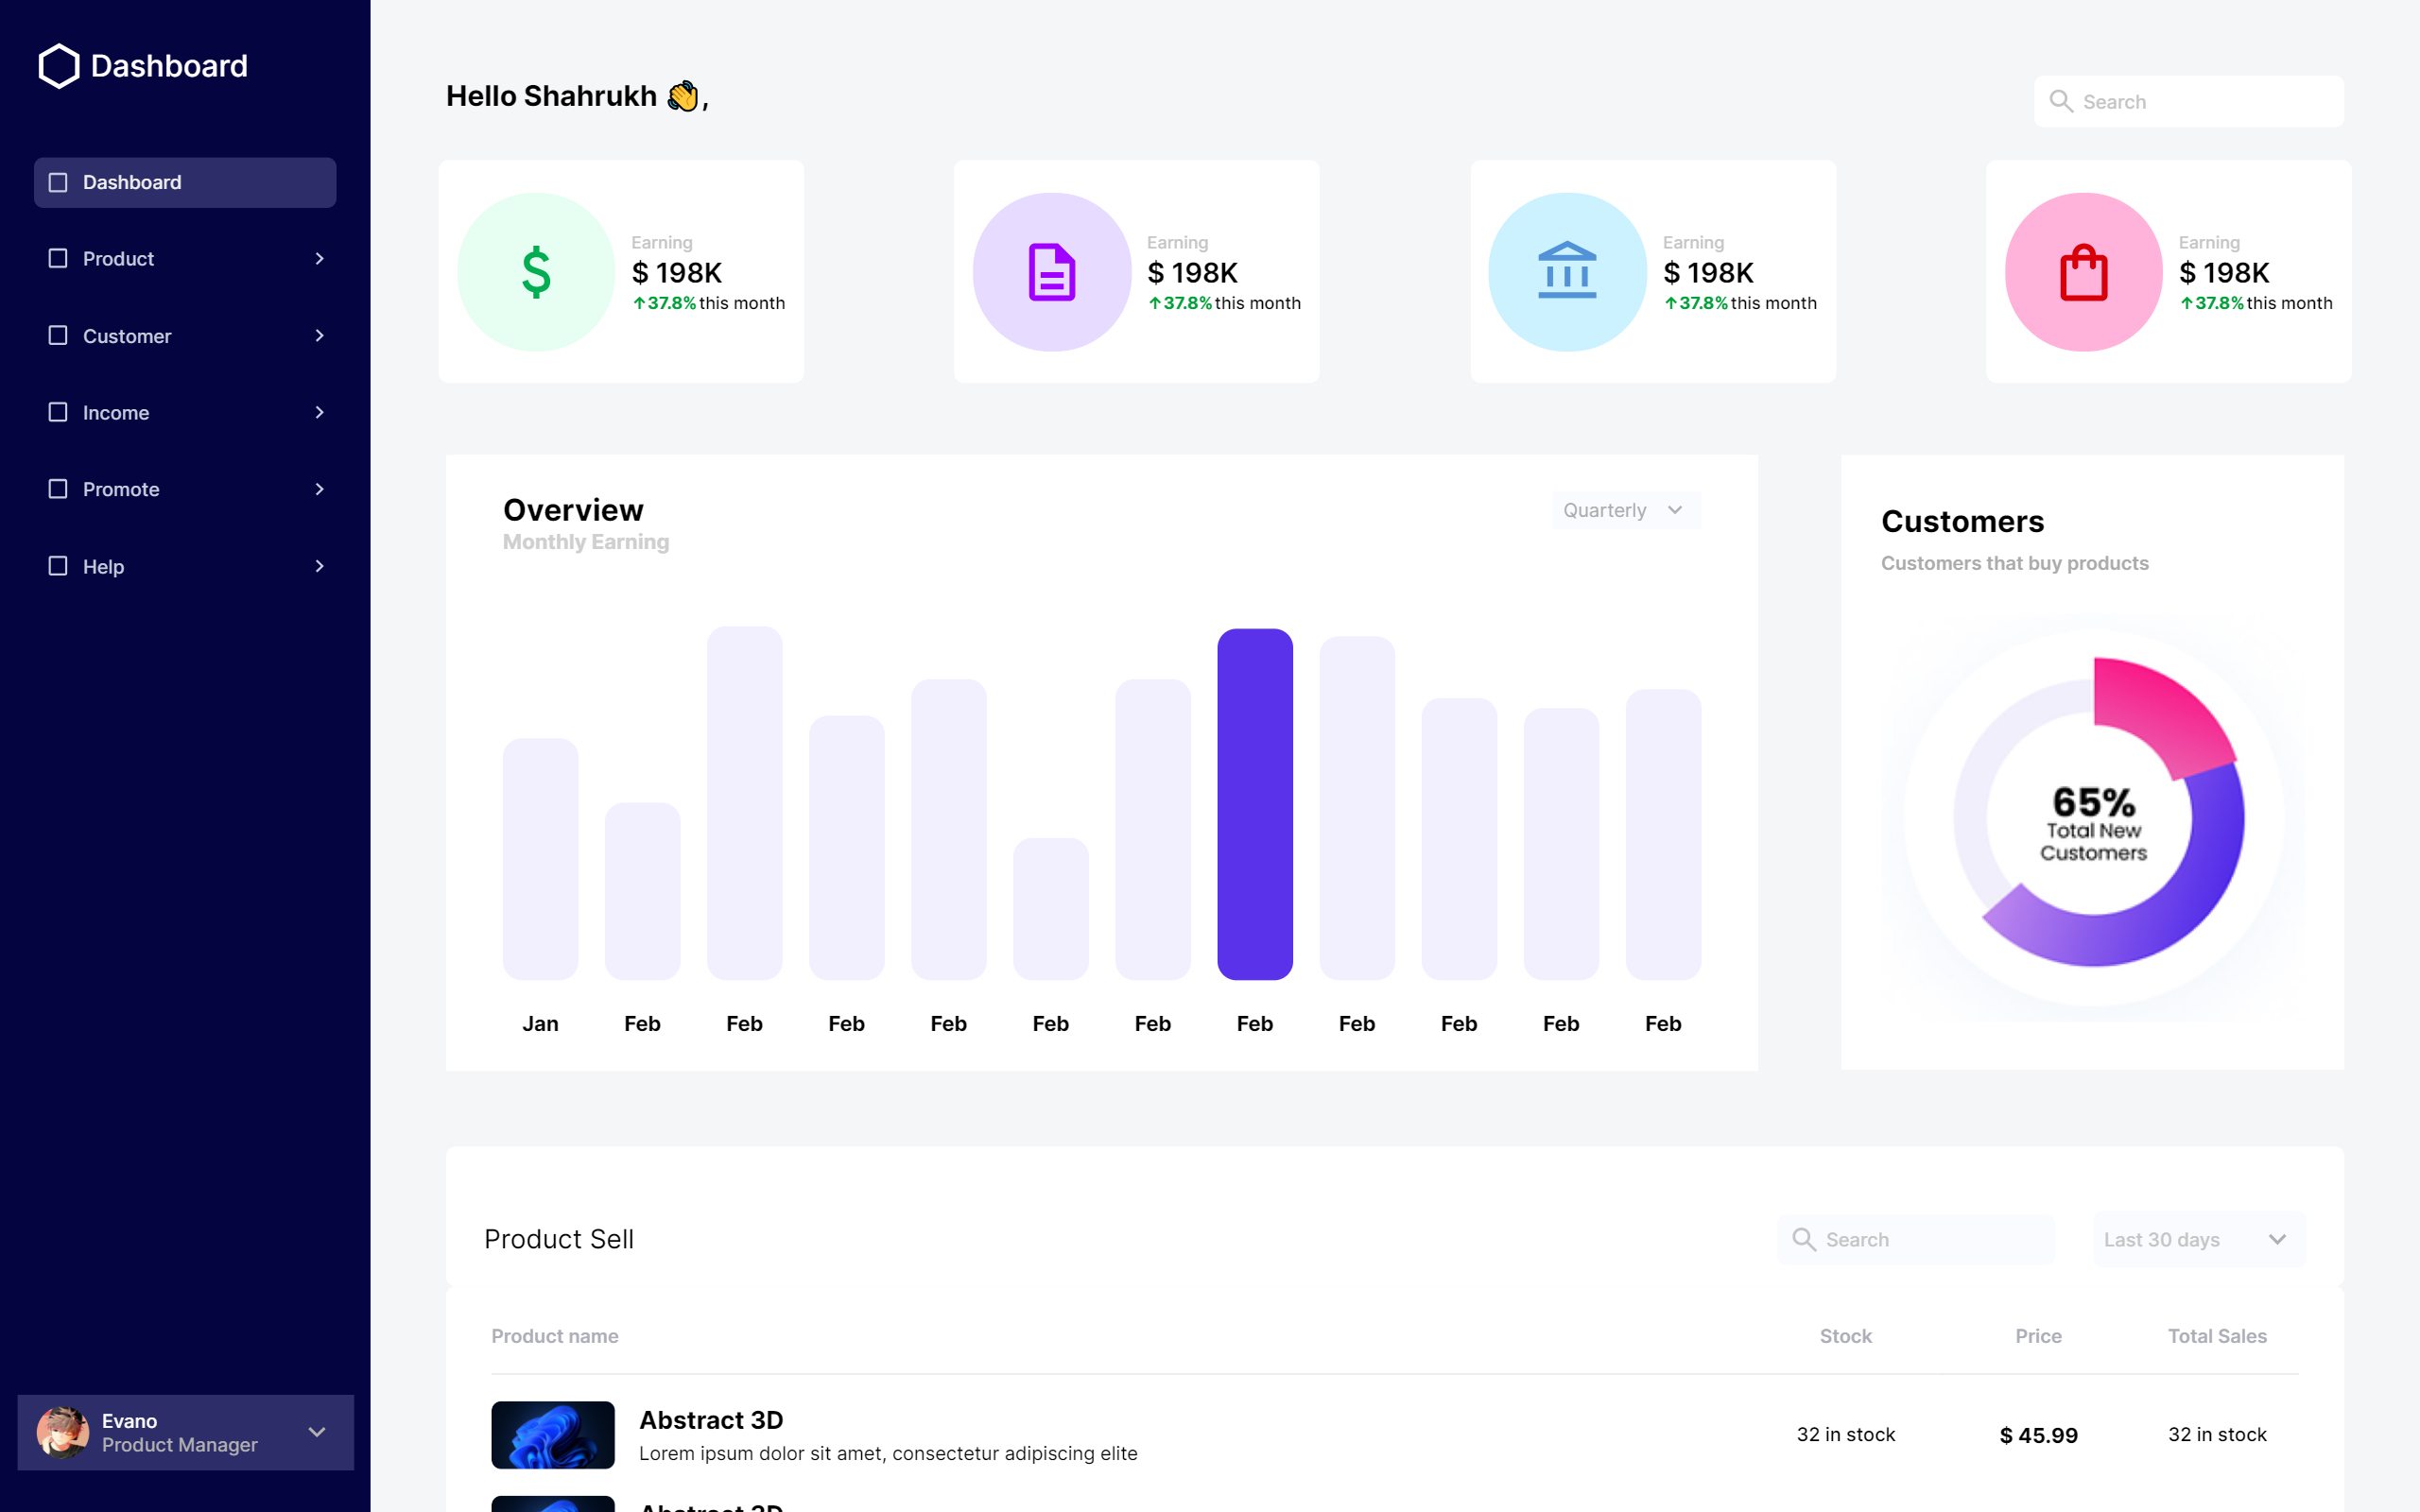 Dashboard
Dashboard
Product
Customer
Income
Promote
Help
Evano
Product Manager
Hello Shahrukh 👋,
Search
Earning
$ 198K
↑37.8% this month
Earning
$ 198K
↑37.8% this month
Earning
$ 198K
↑37.8% this month
Earning
$ 198K
↑37.8% this month
Overview
Monthly Earning
Quarterly
Jan Feb Feb Feb Feb Feb Feb Feb Feb Feb Feb Feb
Customers
Customers that buy products
65%
Total New
Customers
Product Sell
Search
Last 30 days
Product name Stock Price Total Sales
Abstract 3D
Lorem ipsum dolor sit amet, consectetur adipiscing elite
32 in stock $ 45.99 32 in stock
Abstract 3D